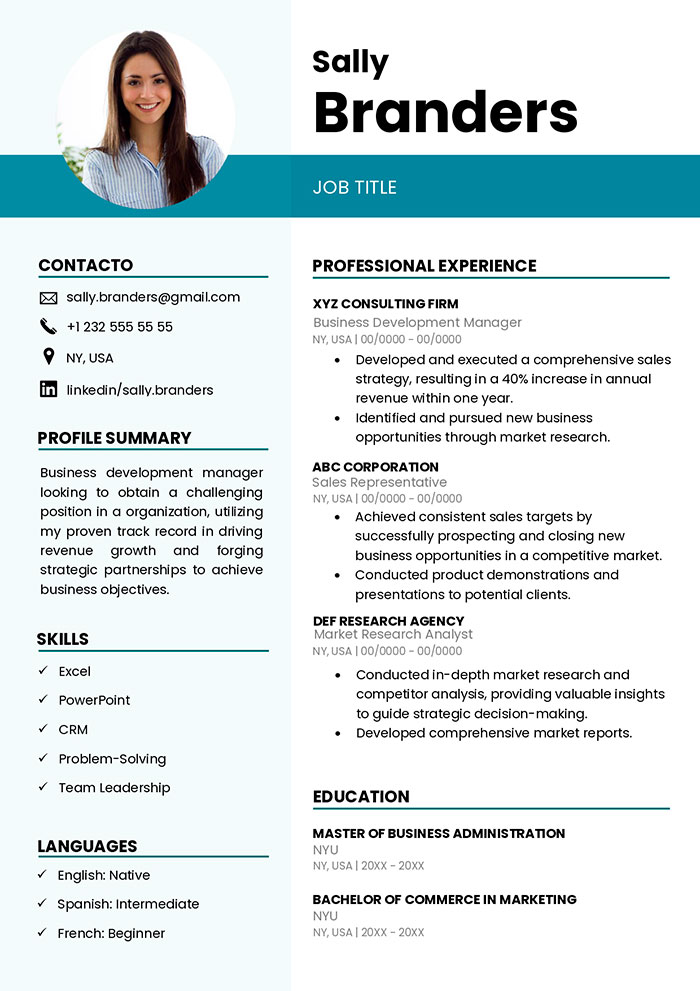 Sally
Branders
JOB TITLE
CONTACTO
sally.branders@gmail.com
+1 232 555 55 55
NY, USA
linkedin/sally.branders
PROFILE SUMMARY
Business development manager
looking to obtain a challenging
position in a organization, utilizing
my proven track record in driving
revenue growth and forging
strategic partnerships to achieve
business objectives.
SKILLS
✓ Excel
✓ PowerPoint
✓ CRM
✓ Problem-Solving
✓ Team Leadership
LANGUAGES
✓ English: Native
✓ Spanish: Intermediate
✓ French: Beginner
PROFESSIONAL EXPERIENCE
XYZ CONSULTING FIRM
Business Development Manager
NY, USA | 00/0000 - 00/0000
• Developed and executed a comprehensive sales
strategy, resulting in a 40% increase in annual
revenue within one year.
• Identified and pursued new business
opportunities through market research.
ABC CORPORATION
Sales Representative
NY, USA | 00/0000 - 00/0000
• Achieved consistent sales targets by
successfully prospecting and closing new
business opportunities in a competitive market.
• Conducted product demonstrations and
presentations to potential clients.
DEF RESEARCH AGENCY
Market Research Analyst
NY, USA | 00/0000 - 00/0000
• Conducted in-depth market research and
competitor analysis, providing valuable insights
to guide strategic decision-making.
• Developed comprehensive market reports.
EDUCATION
MASTER OF BUSINESS ADMINISTRATION
NYU
NY, USA | 20XX - 20XX
BACHELOR OF COMMERCE IN MARKETING
NYU
NY, USA | 20XX - 20XX